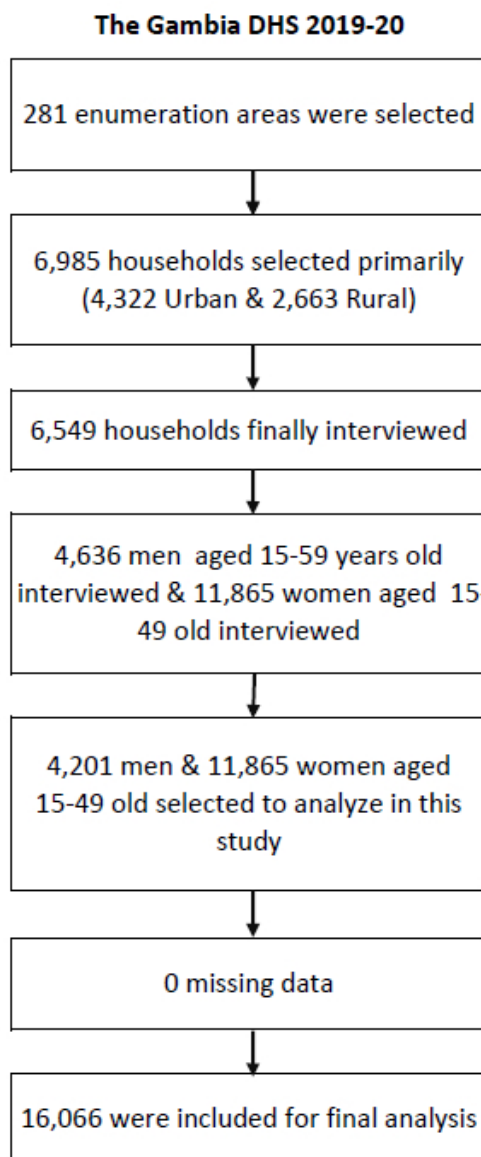 The Gambia DHS 2019-20
281 enumeration areas were selected
6,985 households selected primarily
(4,322 Urban & 2,663 Rural)
6,549 households finally interviewed
4,636 men aged 15-59 years old
interviewed & 11,865 women aged 15-
49 old interviewed
4,201 men & 11,865 women aged
15-49 old selected to analyze in this
study
0 missing data
16,066 were included for final analysis